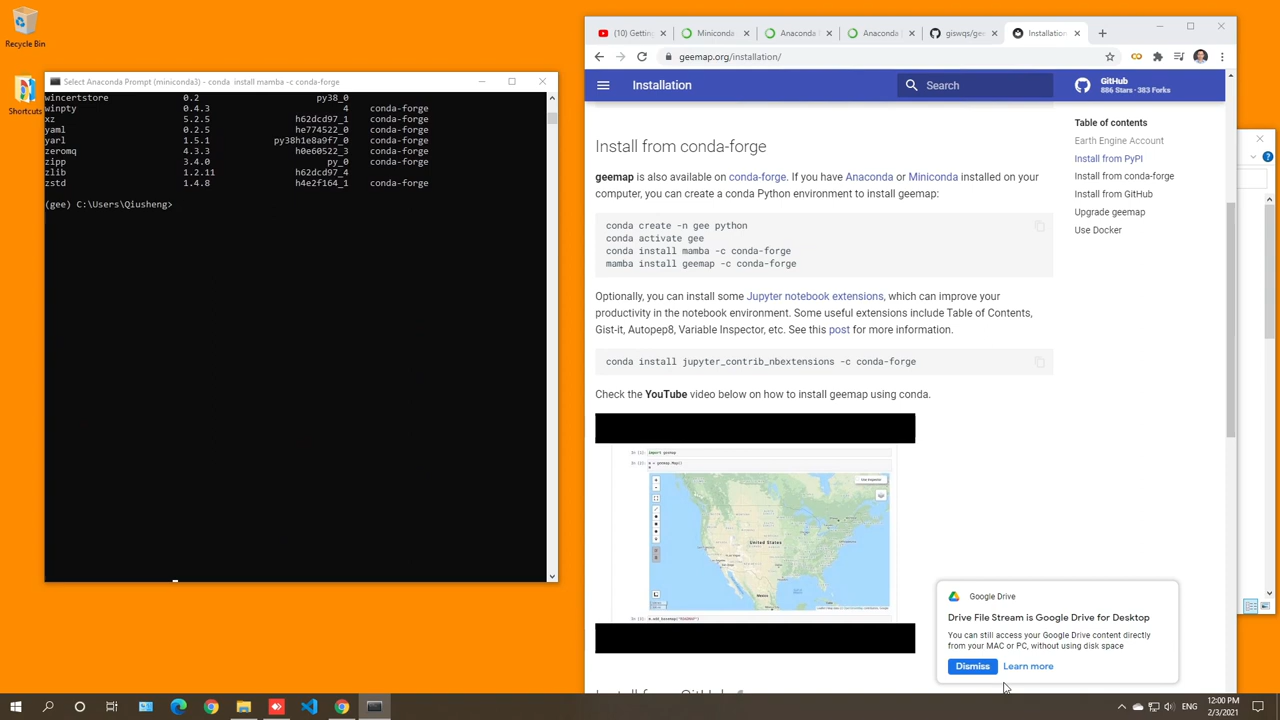 Recycle Bin
Shortcuts
Select Anaconda Prompt (miniconda3) - conda install mamba -c conda-forge
wincertstore 0.2 py38_0
winpty 0.4.3 4 conda-forge
xz 5.2.5 h62dcd97_1 conda-forge
yaml 0.2.5 he774522_0 conda-forge
yarl 1.5.1 py38h1e8a9f7_0 conda-forge
zeromq 4.3.3 h0e60522_3 conda-forge
zipp 3.4.0 py_0 conda-forge
zlib 1.2.11 h62dcd97_4
zstd 1.4.8 h4e2f164_1 conda-forge
(gee) C:\Users\Qiusheng>
(10) Getting
Miniconda
Anaconda
Anaconda
giswqs/gee
Installation
geemap.org/installation/
Installation
Search
GitHub
886 Stars · 383 Forks
Install from conda-forge
geemap is also available on conda-forge. If you have Anaconda or Miniconda installed on your
computer, you can create a conda Python environment to install geemap:
conda create -n gee python
conda activate gee
conda install mamba -c conda-forge
mamba install geemap -c conda-forge
Optionally, you can install some Jupyter notebook extensions, which can improve your
productivity in the notebook environment. Some useful extensions include Table of Contents,
Gist-it, Autopep8, Variable Inspector, etc. See this post for more information.
conda install jupyter_contrib_nbextensions -c conda-forge
Check the YouTube video below on how to install geemap using conda.
import geemap
United States
Table of contents
Earth Engine Account
Install from PyPI
Install from conda-forge
Install from GitHub
Upgrade geemap
Use Docker
Google Drive
Drive File Stream is Google Drive for Desktop
You can still access your Google Drive content directly
from your MAC or PC, without using disk space
Dismiss Learn more
ENG
12:00 PM
2/3/2021